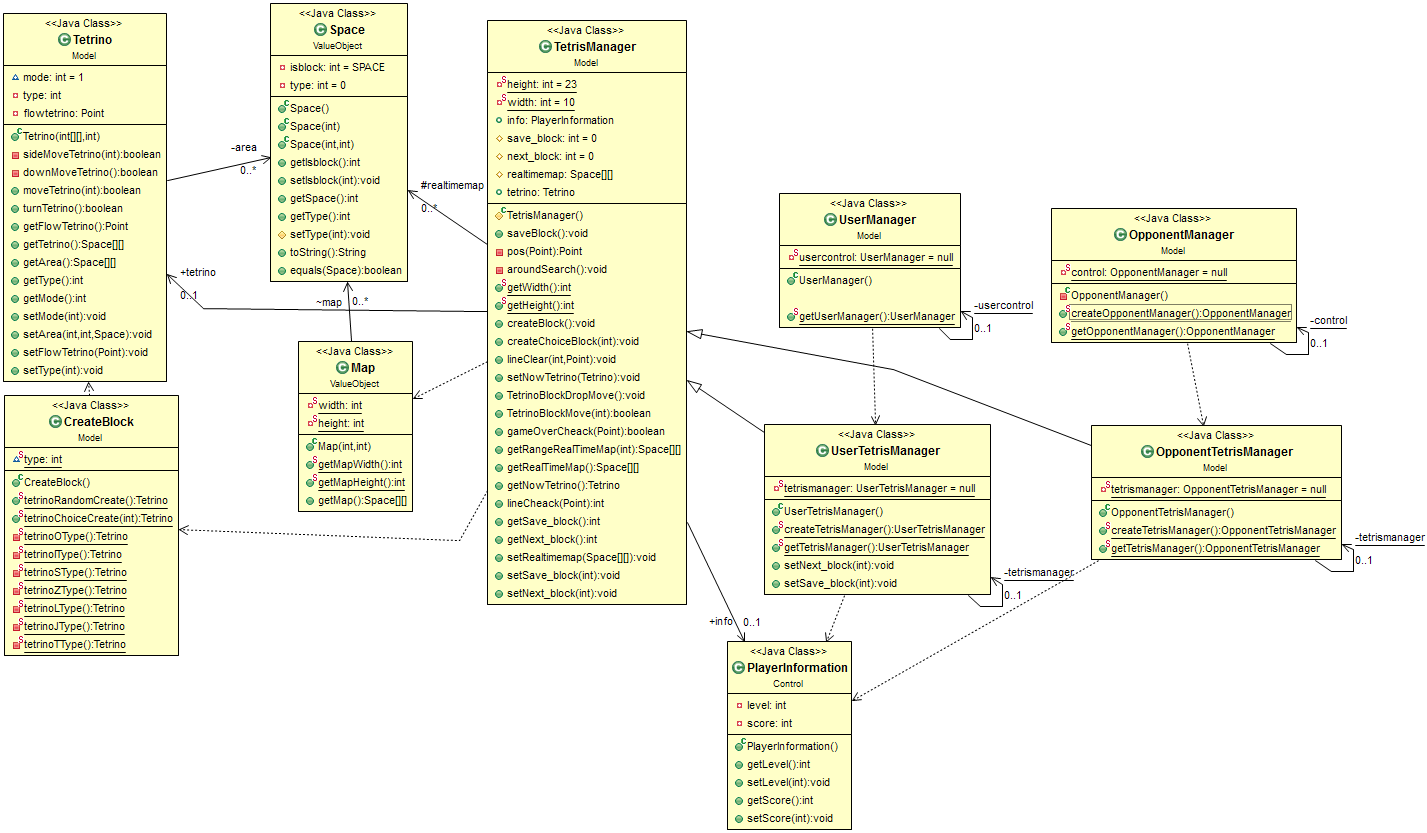 <<Java Class>>
Tetrino
Model
mode: int = 1
type: int
flowtetrino: Point
Tetrino(int[][],int)
sideMoveTetrino(int):boolean
downMoveTetrino():boolean
moveTetrino(int):boolean
turnTetrino():boolean
getFlowTetrino():Point
getTetrino():Space[][]
getArea():Space[][]
getType():int
getMode():int
setMode(int):void
setArea(int,int,Space):void
setFlowTetrino(Point):void
setType(int):void
-area
0..*
<<Java Class>>
Space
ValueObject
isblock: int = SPACE
type: int = 0
Space()
Space(int)
Space(int,int)
getIsblock():int
setIsblock(int):void
getSpace():int
getType():int
setType(int):void
toString():String
equals(Space):boolean
#realtimemap
0..*
+tetrino
0..1
~map
0..*
<<Java Class>>
Map
ValueObject
width: int
height: int
Map(int,int)
getMapWidth():int
getMapHeight():int
getMap():Space[][]
<<Java Class>>
CreateBlock
Model
type: int
CreateBlock()
tetrinoRandomCreate():Tetrino
tetrinoChoiceCreate(int):Tetrino
tetrinoOType():Tetrino
tetrinoIType():Tetrino
tetrinoSType():Tetrino
tetrinoZType():Tetrino
tetrinoLType():Tetrino
tetrinoJType():Tetrino
tetrinoTType():Tetrino
<<Java Class>>
TetrisManager
Model
height: int = 23
width: int = 10
info: PlayerInformation
save_block: int = 0
next_block: int = 0
realtimemap: Space[][]
tetrino: Tetrino
TetrisManager()
saveBlock():void
pos(Point):Point
aroundSearch():void
getWidth():int
getHeight():int
createBlock():void
createChoiceBlock(int):void
lineClear(int,Point):void
setNowTetrino(Tetrino):void
TetrinoBlockDropMove():void
TetrinoBlockMove(int):boolean
gameOverCheack(Point):boolean
getRangeRealTimeMap(int):Space[][]
getRealTimeMap():Space[][]
getNowTetrino():Tetrino
lineCheack(Point):int
getSave_block():int
getNext_block():int
setRealtimemap(Space[][]):void
setSave_block(int):void
setNext_block(int):void
+info
0..1
<<Java Class>>
UserManager
Model
usercontrol: UserManager = null
UserManager()
getUserManager():UserManager
-usercontrol
0..1
<<Java Class>>
OpponentManager
Model
control: OpponentManager = null
OpponentManager()
createOpponentManager():OpponentManager
getOpponentManager():OpponentManager
-control
0..1
<<Java Class>>
UserTetrisManager
Model
tetrismanager: UserTetrisManager = null
UserTetrisManager()
createTetrisManager():UserTetrisManager
getTetrisManager():UserTetrisManager
setNext_block(int):void
setSave_block(int):void
-tetrismanager
0..1
<<Java Class>>
OpponentTetrisManager
Model
tetrismanager: OpponentTetrisManager = null
OpponentTetrisManager()
createTetrisManager():OpponentTetrisManager
getTetrisManager():OpponentTetrisManager
-tetrismanager
0..1
<<Java Class>>
PlayerInformation
Control
level: int
score: int
PlayerInformation()
getLevel():int
setLevel(int):void
getScore():int
setScore(int):void